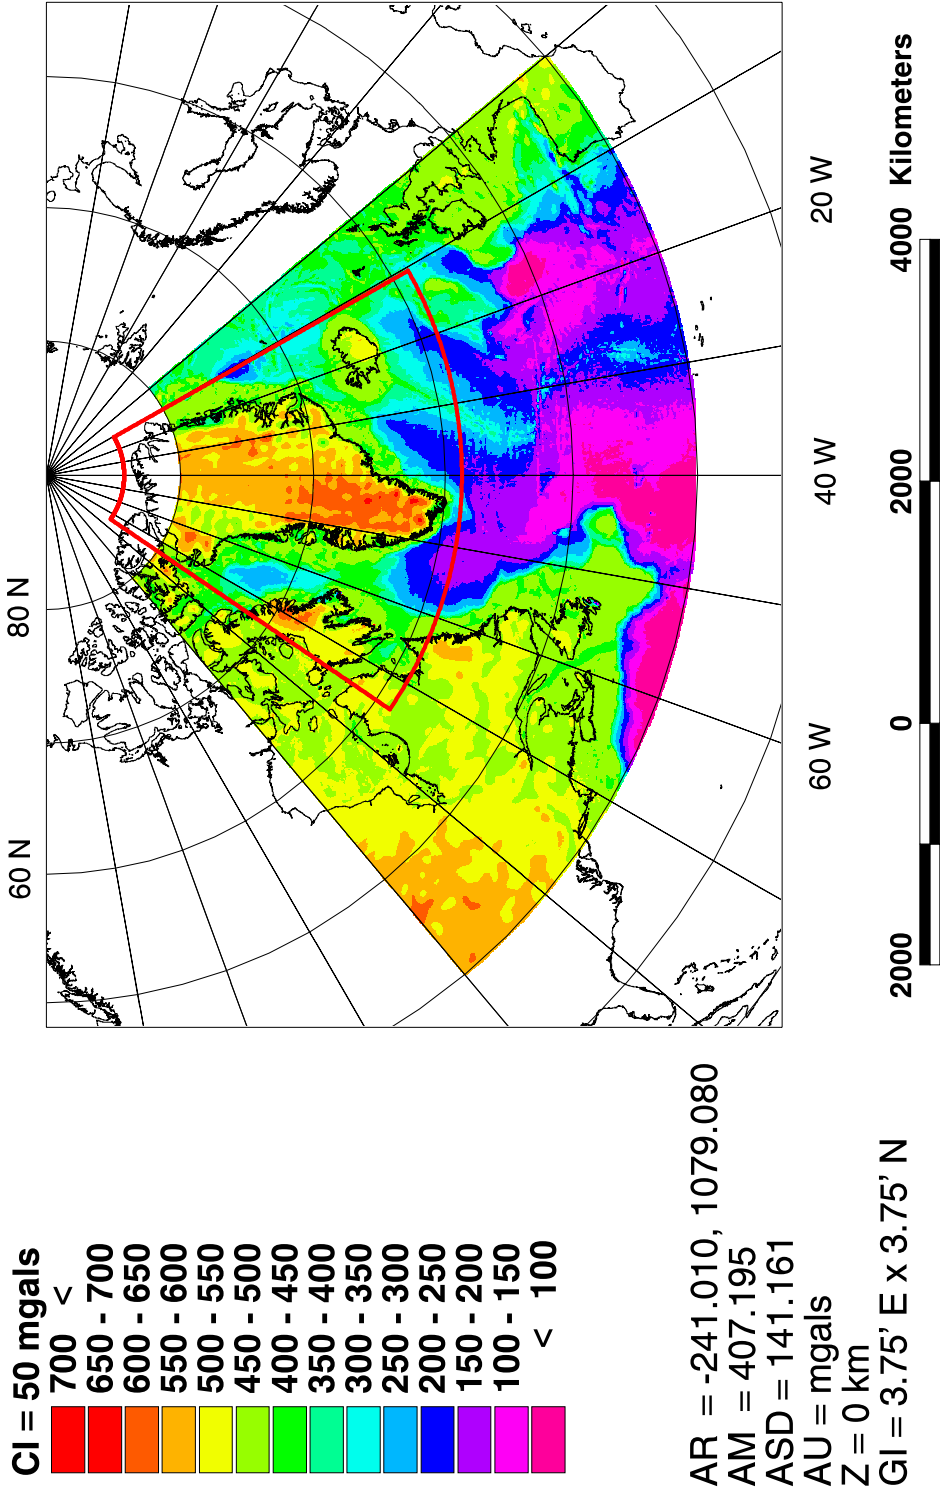 80 N
60 N
20 W
40 W
60 W
2000 0 2000 4000 Kilometers
CI = 50 mgals
700 <
650 - 700
600 - 650
550 - 600
500 - 550
450 - 500
400 - 450
350 - 400
300 - 350
250 - 300
200 - 250
150 - 200
100 - 150
< 100
AR = -241.010, 1079.080
AM = 407.195
ASD = 141.161
AU = mgals
Z = 0 km
GI = 3.75' E x 3.75' N